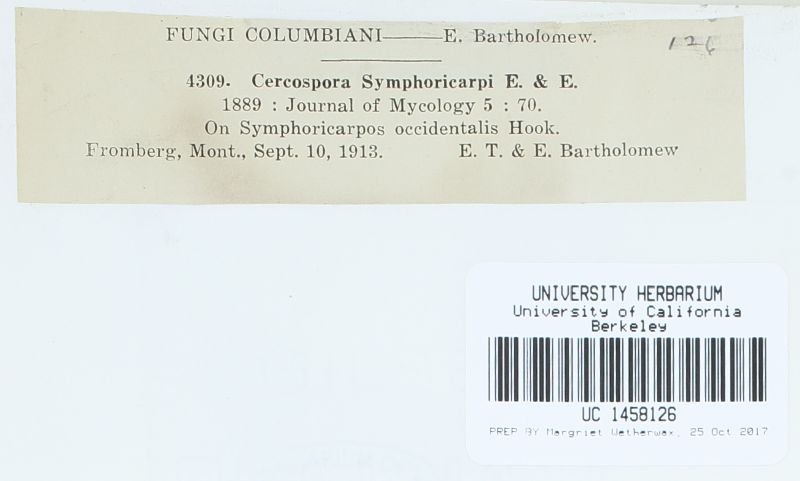 FUNGI COLUMBIANI——E. Bartholomew.
126
4309. Cercospora Symphoricarpi E. & E.
1889 : Journal of Mycology 5 : 70.
On Symphoricarpos occidentalis Hook.
Fromberg, Mont., Sept. 10, 1913. E. T. & E. Bartholomew
UNIVERSITY HERBARIUM
University of California
Berkeley
UC 1458126
PREP BY Margriet Wetherwax, 25 Oct 2017